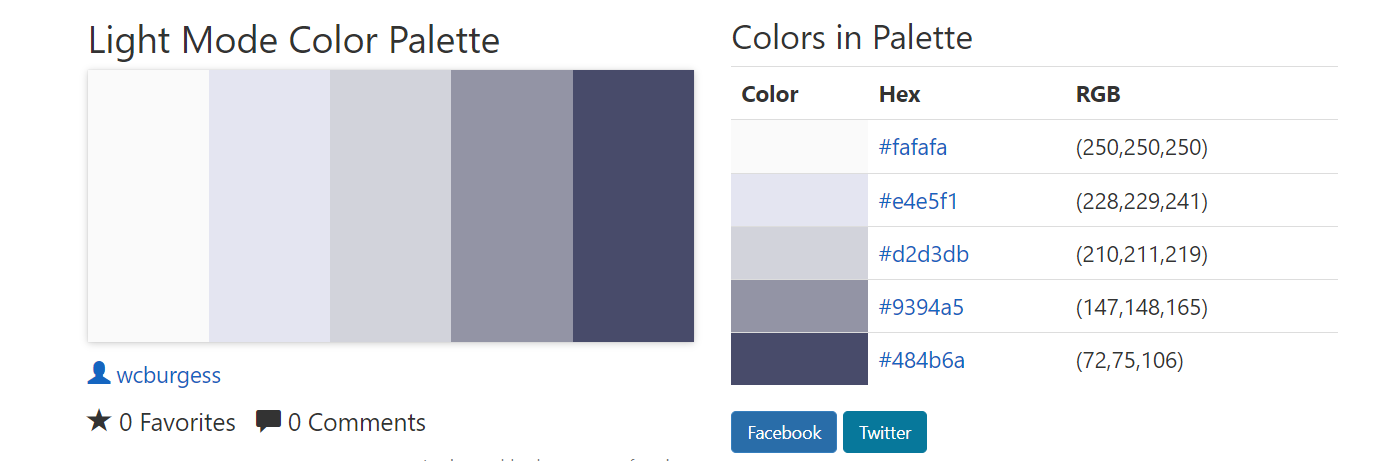 Light Mode Color Palette
wcburgess
0 Favorites 0 Comments
Colors in Palette
Color Hex RGB
#fafafa (250,250,250)
#e4e5f1 (228,229,241)
#d2d3db (210,211,219)
#9394a5 (147,148,165)
#484b6a (72,75,106)
Facebook Twitter